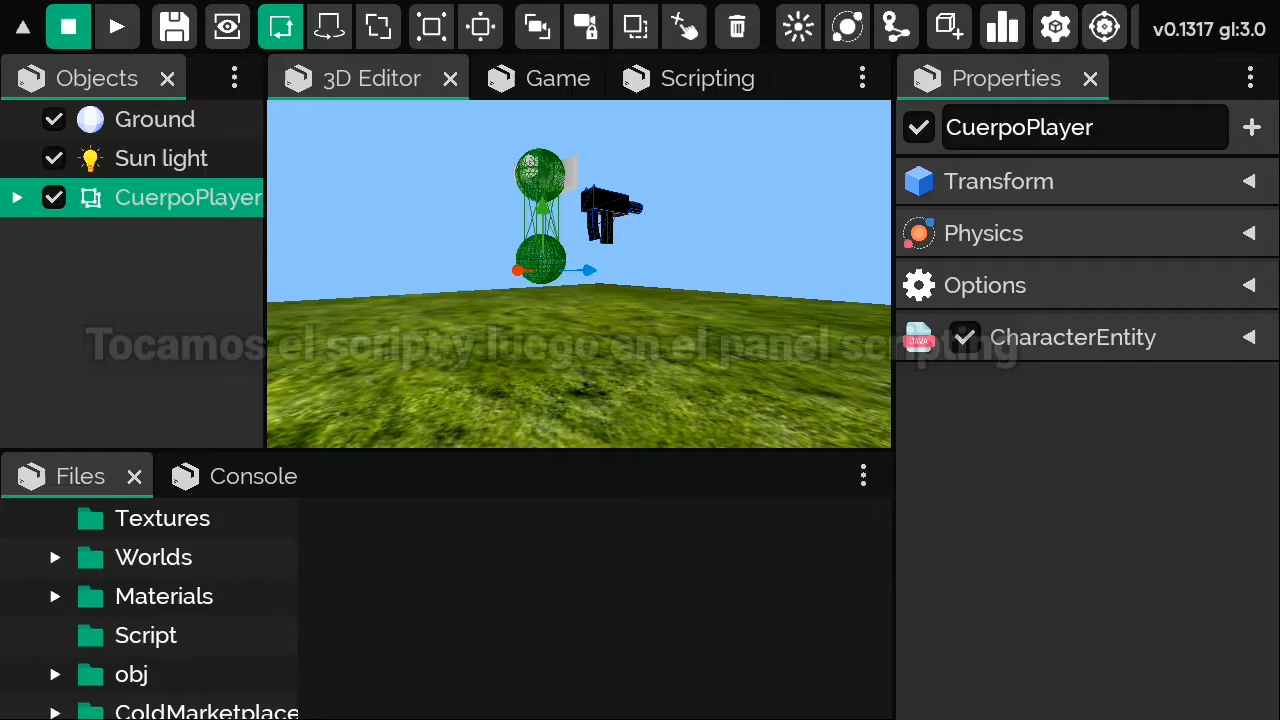 v0.1317 gl:3.0
Objects
3D Editor
Game
Scripting
Properties
Ground
Sun light
CuerpoPlayer
CuerpoPlayer
Transform
Physics
Options
JAVA
CharacterEntity
Tocamos el script y luego en el panel scripting
Files
Console
Textures
Worlds
Materials
Script
obj
ColdMarketplace